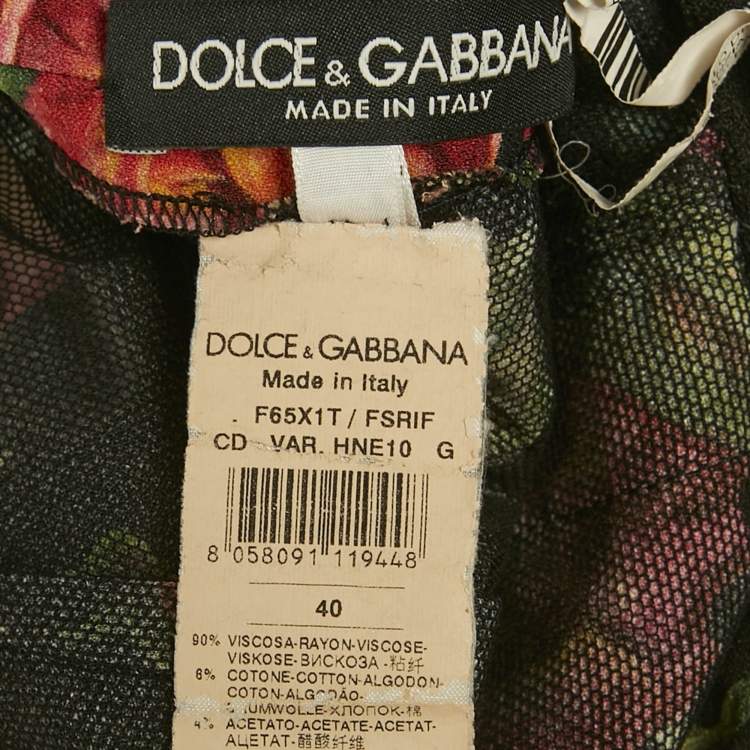 DOLCE & GABBANA
MADE IN ITALY
DOLCE & GABBANA
Made in Italy
. F65X1T / FSRIF
CD VAR. HNE10 G
8 058091 119448
40
90% VISCOSA-RAYON-VISCOSE-
VISKOSE-ВИСКОЗА-粘纤
6% COTONE-COTTON-ALGODON-
COTON-ALGODÃO-
BAUMWOLLE-ХЛОПОК-棉
4% ACETATO-ACETATE-ACETAT-
АЦЕТАТ-醋酸纤维